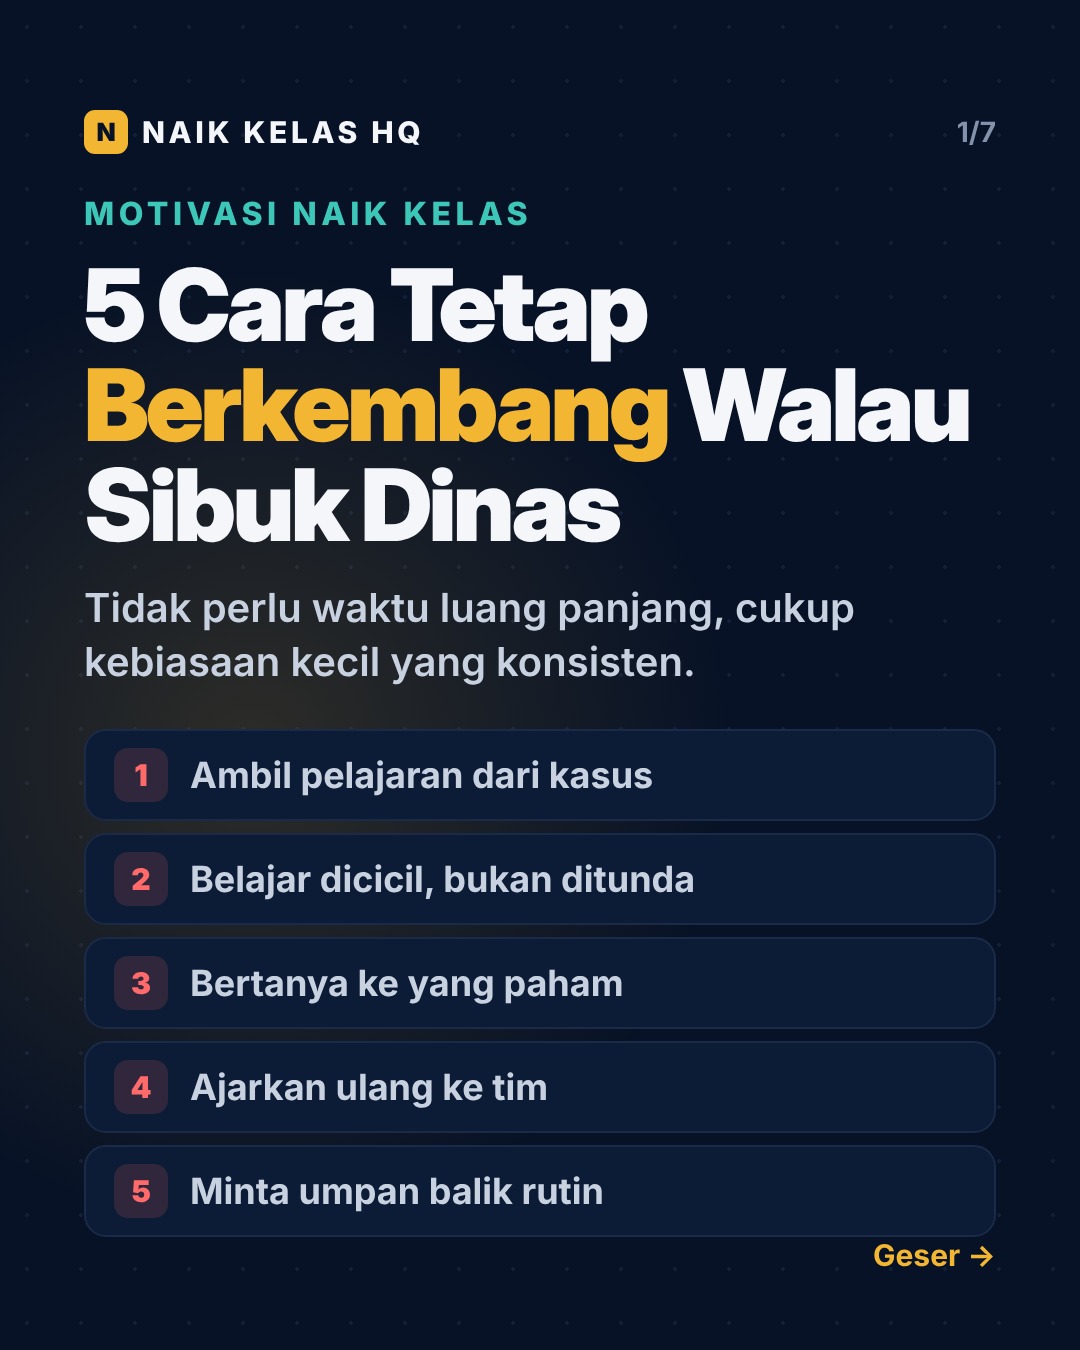 N NAIK KELAS HQ
1/7
MOTIVASI NAIK KELAS
5 Cara Tetap
Berkembang Walau
Sibuk Dinas
Tidak perlu waktu luang panjang, cukup
kebiasaan kecil yang konsisten.
1 Ambil pelajaran dari kasus
2 Belajar dicicil, bukan ditunda
3 Bertanya ke yang paham
4 Ajarkan ulang ke tim
5 Minta umpan balik rutin
Geser →